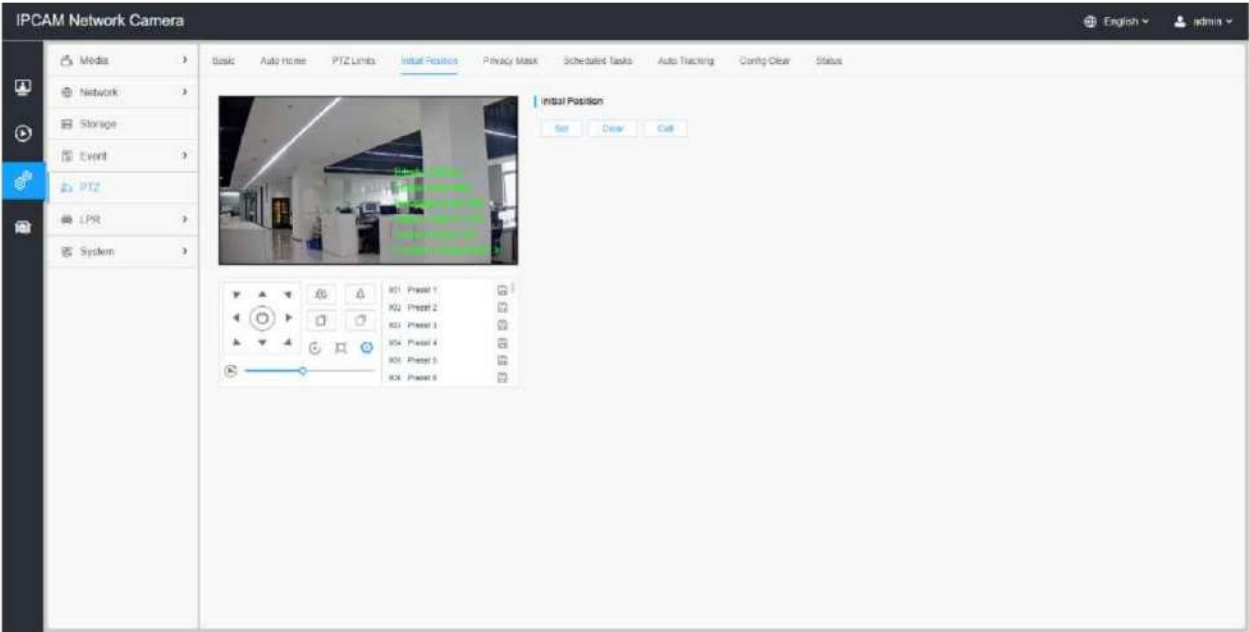 IPCAM Network Camera
English
admin
Media
Network
Storage
Event
PTZ
LPR
System
Basic Auto Home PTZ Limits Initial Position Privacy Mask Scheduled Tasks Auto Tracking Config Clear Status
Initial Position
Set Clear Call
001 Preset 1
002 Preset 2
003 Preset 3
004 Preset 4
005 Preset 5
006 Preset 6